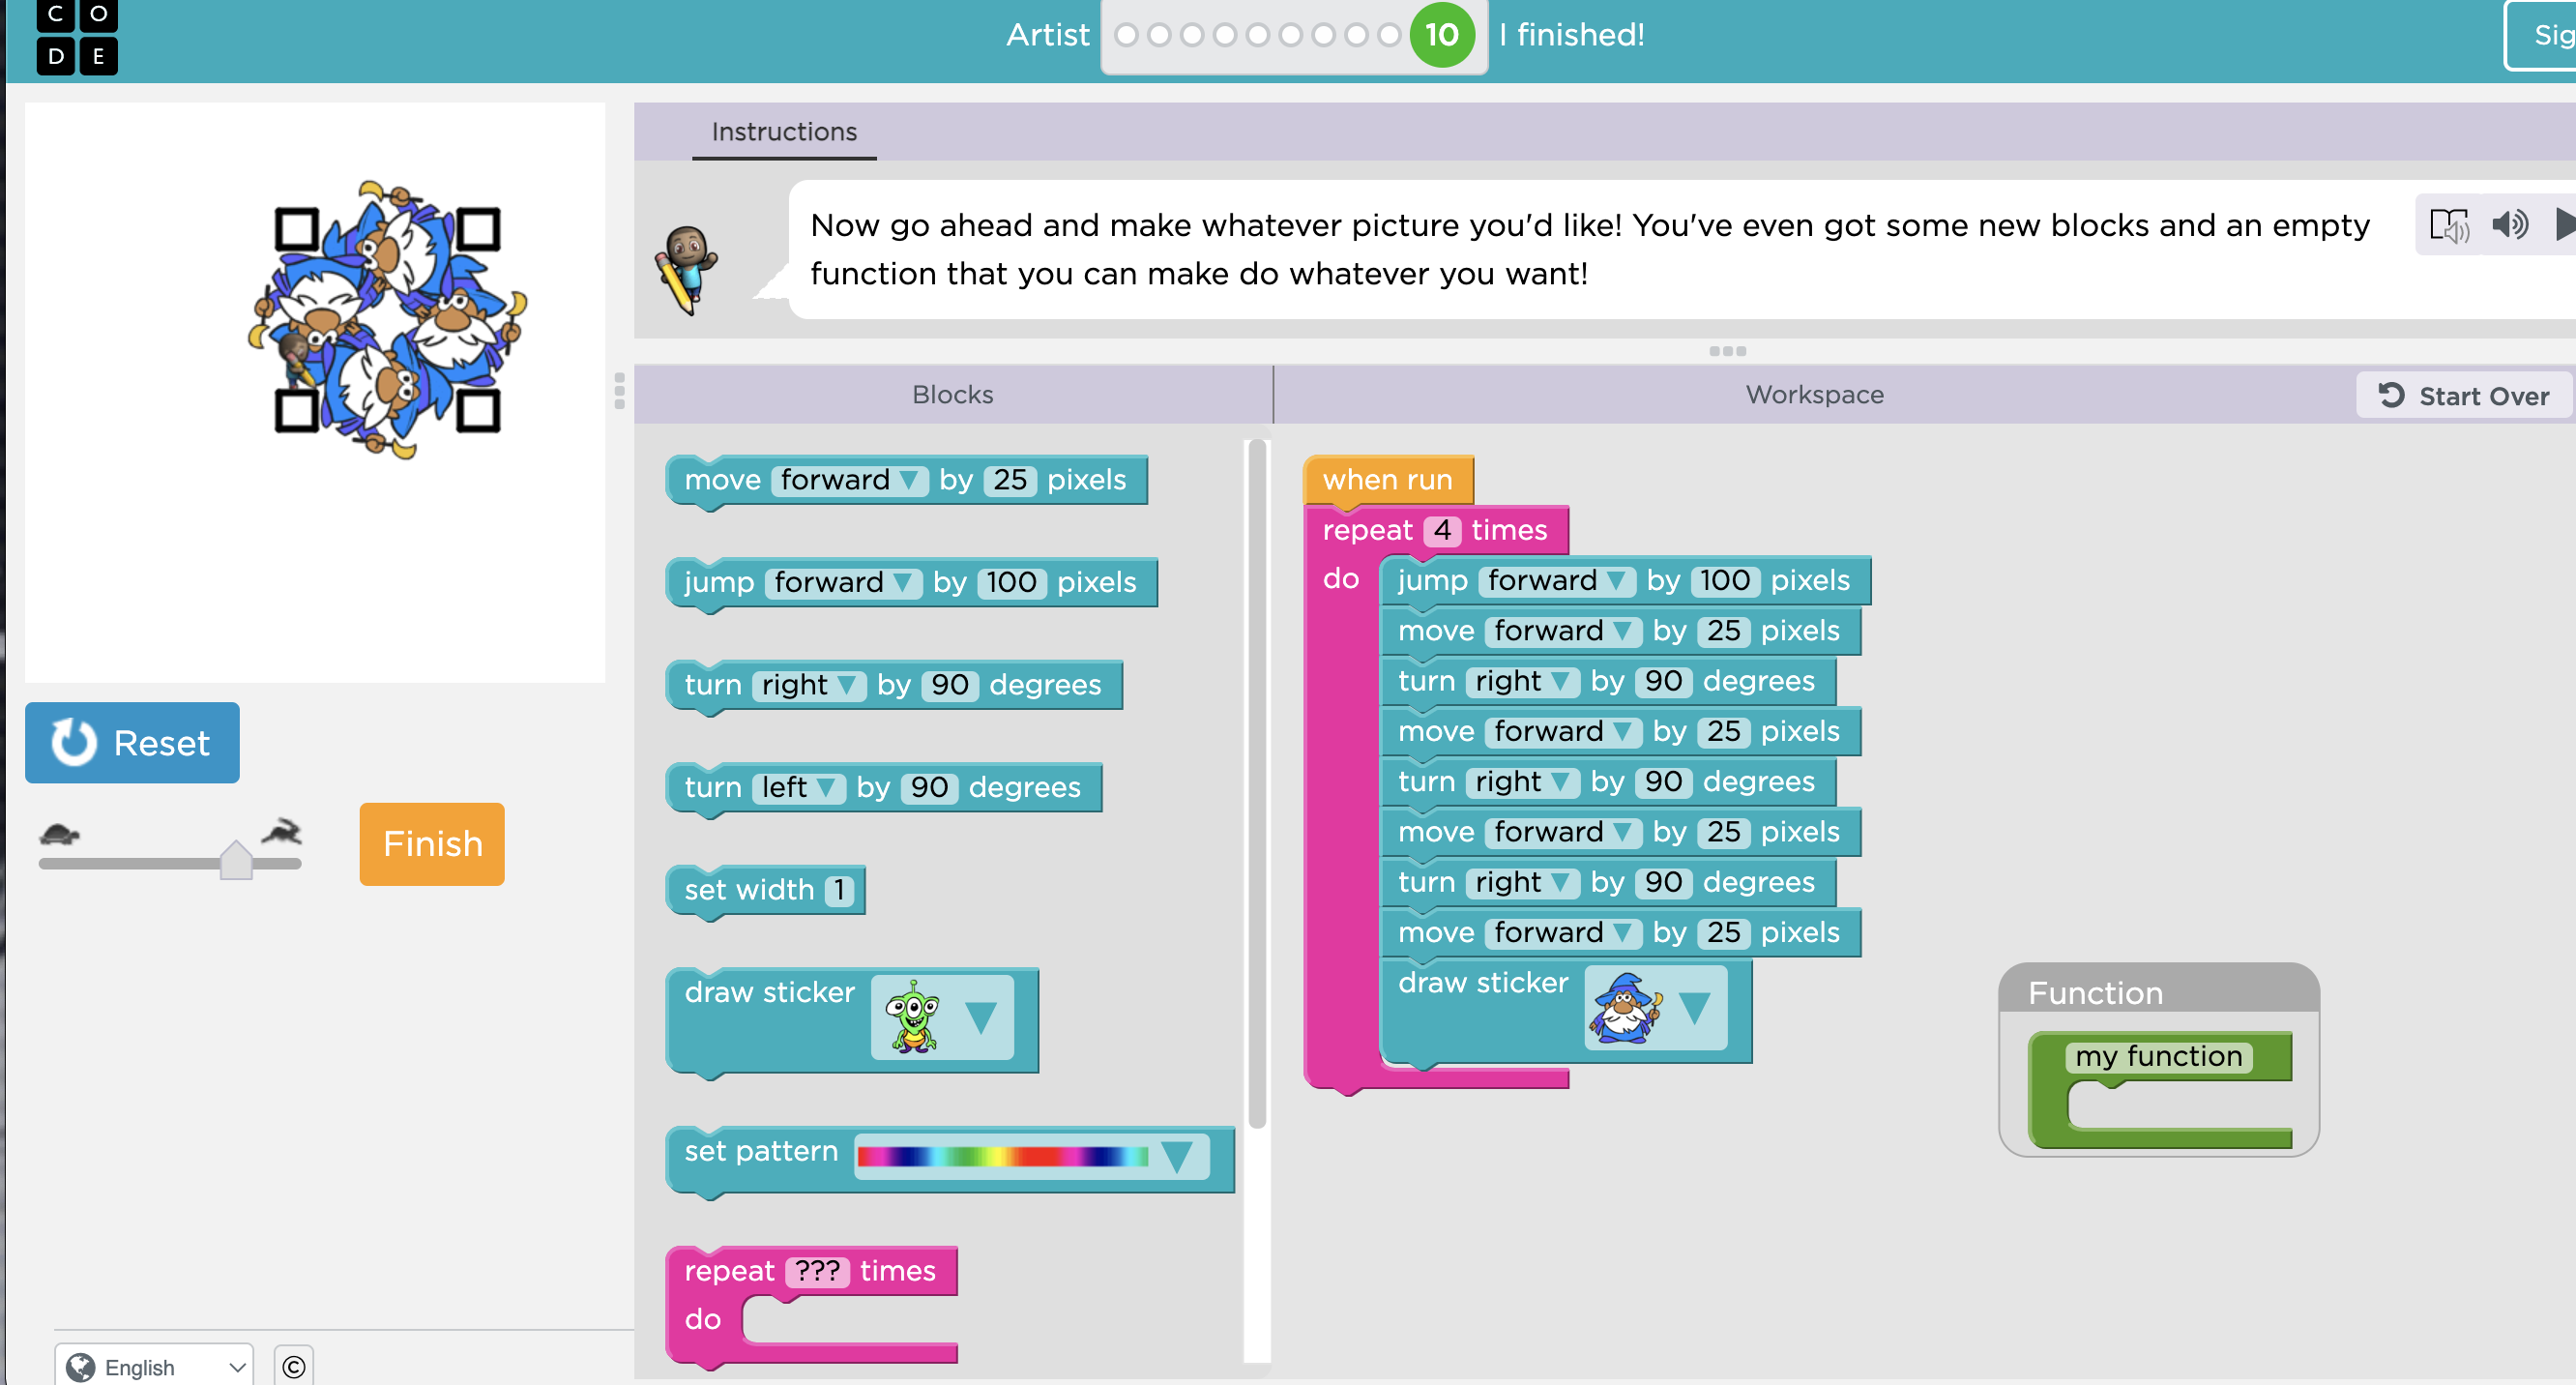 C O
D E
Artist
10
I finished!
Sig
Instructions
Now go ahead and make whatever picture you'd like! You've even got some new blocks and an empty
function that you can make do whatever you want!
Blocks
Workspace
Start Over
move forward by 25 pixels
jump forward by 100 pixels
turn right by 90 degrees
turn left by 90 degrees
set width 1
draw sticker
set pattern
repeat ??? times
do
when run
repeat 4 times
do
jump forward by 100 pixels
move forward by 25 pixels
turn right by 90 degrees
move forward by 25 pixels
turn right by 90 degrees
move forward by 25 pixels
turn right by 90 degrees
move forward by 25 pixels
draw sticker
Function
my function
Reset
Finish
English
©